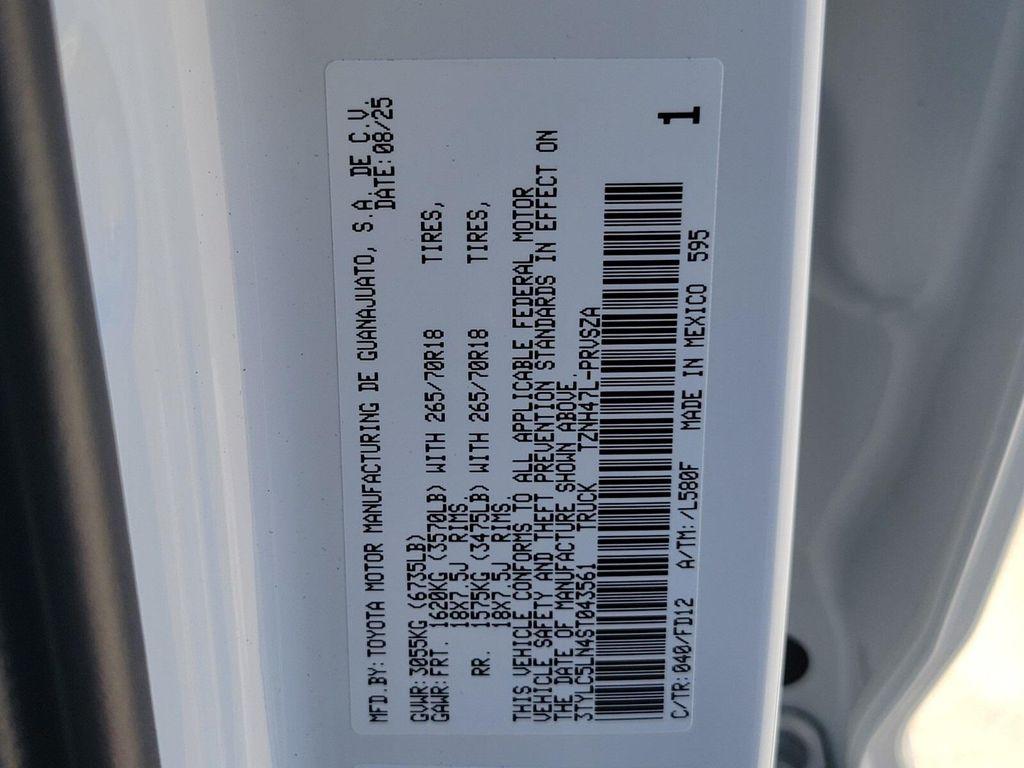 MFD.BY:TOYOTA MOTOR MANUFACTURING DE GUANAJUATO, S.A. DE C.V.
DATE:08/25
GVWR:3055KG (6735LB)
GAWR:FRT. 1620KG (3570LB) WITH 265/70R18 TIRES,
18X7.5J RIMS.
RR. 1575KG (3475LB) WITH 265/70R18 TIRES,
18X7.5J RIMS.
THIS VEHICLE CONFORMS TO ALL APPLICABLE FEDERAL MOTOR
VEHICLE SAFETY AND THEFT PREVENTION STANDARDS IN EFFECT ON
THE DATE OF MANUFACTURE SHOWN ABOVE.
3TYLC5LN4ST043561 TRUCK TZNH47L-PRVSZA
C/TR:040/FD12 A/TM:/L580F MADE IN MEXICO 595
1